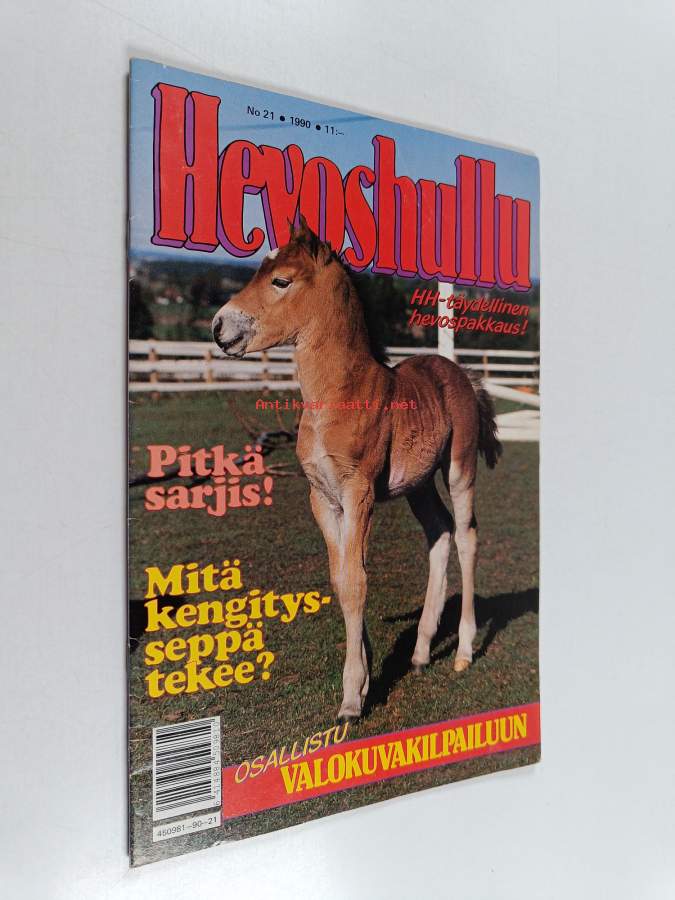 No 21 • 1990 • 11:-
Hevoshullu
HH-täydellinen
hevospakkaus!
Antikvariaatti.net
Pitkä
sarjis!
Mitä
kengitys-
seppä
tekee?
OSALLISTU
VALOKUVAKILPAILUUN
460981-90-21